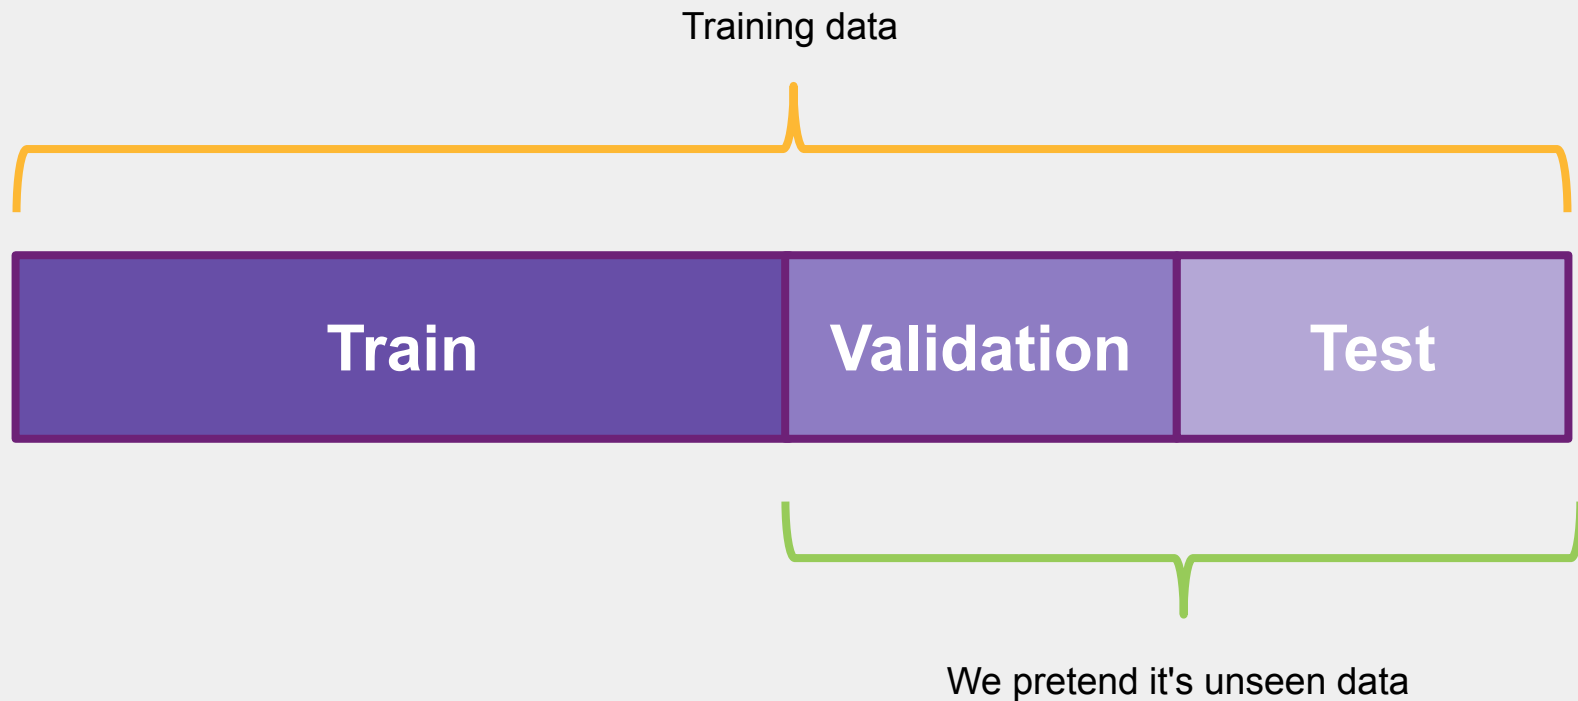 Training data
Train Validation Test
We pretend it's unseen data